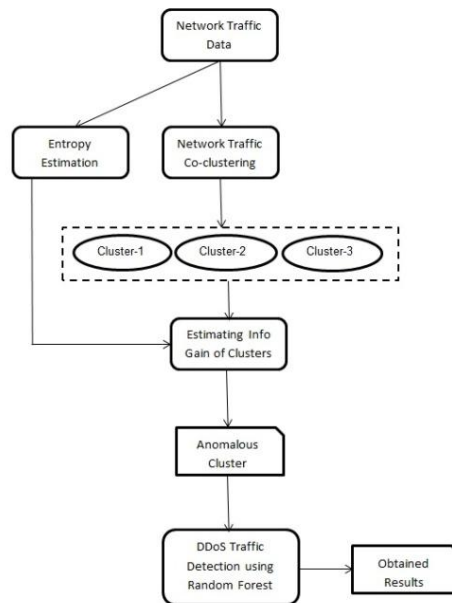 Network Traffic
Data
Entropy
Estimation
Network Traffic
Co-clustering
Cluster-1
Cluster-2
Cluster-3
Estimating Info
Gain of Clusters
Anomalous
Cluster
DDoS Traffic
Detection using
Random Forest
Obtained
Results